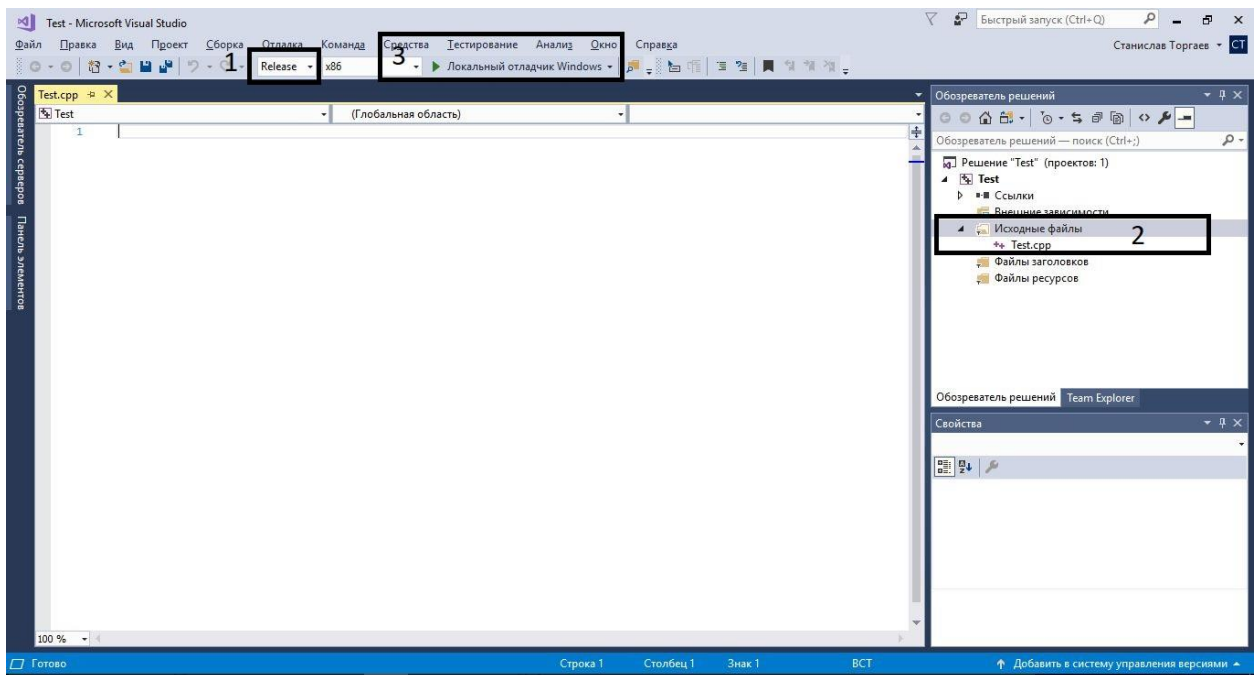 Test - Microsoft Visual Studio
Быстрый запуск (Ctrl+Q)
Файл Правка Вид Проект Сборка Отладка Команда Средства Тестирование Анализ Окно Справка
Станислав Торгаев СТ
1
Release
x86
3
Локальный отладчик Windows
Обозреватель серверов
Панель элементов
Test.cpp
Test
(Глобальная область)
1
100 %
Обозреватель решений
Обозреватель решений — поиск (Ctrl+;)
Решение "Test" (проектов: 1)
Test
Ссылки
Внешние зависимости
Исходные файлы
2
Test.cpp
Файлы заголовков
Файлы ресурсов
Обозреватель решений Team Explorer
Свойства
Готово
Строка 1 Столбец 1 Знак 1 ВСТ
Добавить в систему управления версиями